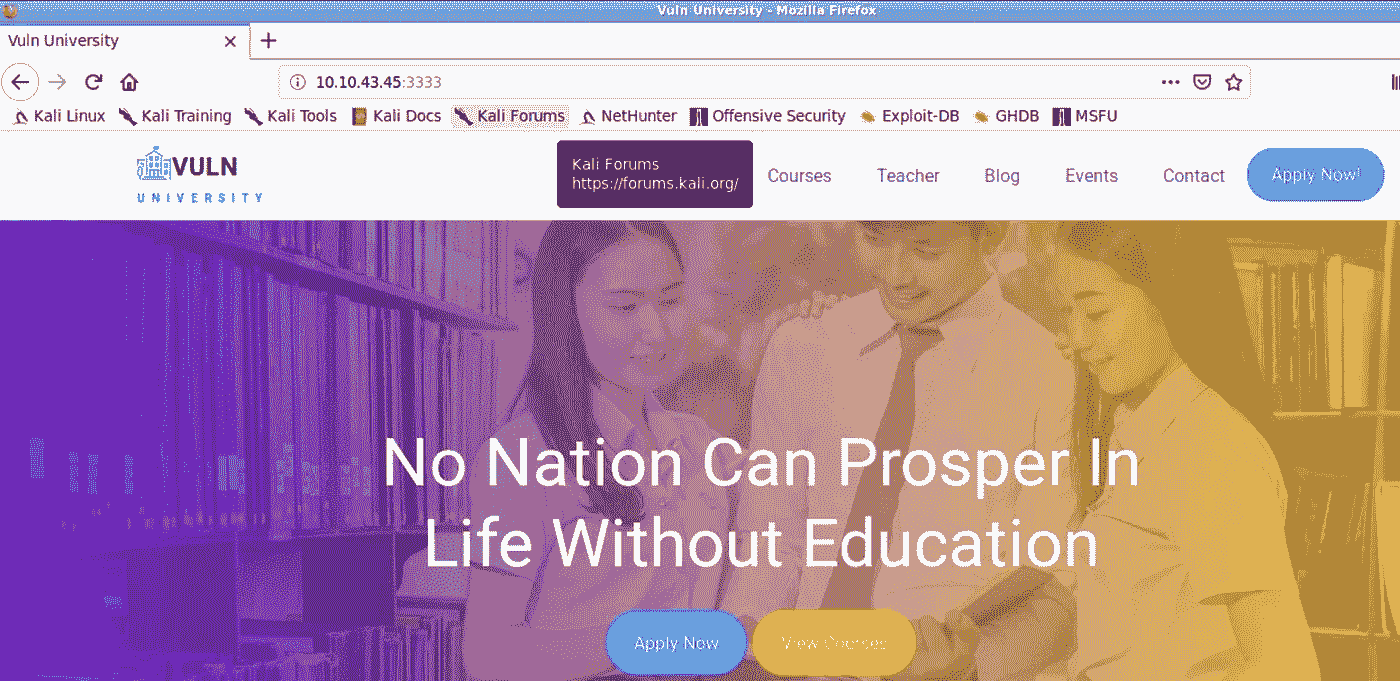 Vuln University - Mozilla Firefox
Vuln University
10.10.43.45:3333
Kali Linux Kali Training Kali Tools Kali Docs Kali Forums NetHunter Offensive Security Exploit-DB GHDB MSFU
VULN
UNIVERSITY
Kali Forums
https://forums.kali.org/
Courses Teacher Blog Events Contact Apply Now!
No Nation Can Prosper In
Life Without Education
Apply Now View Courses